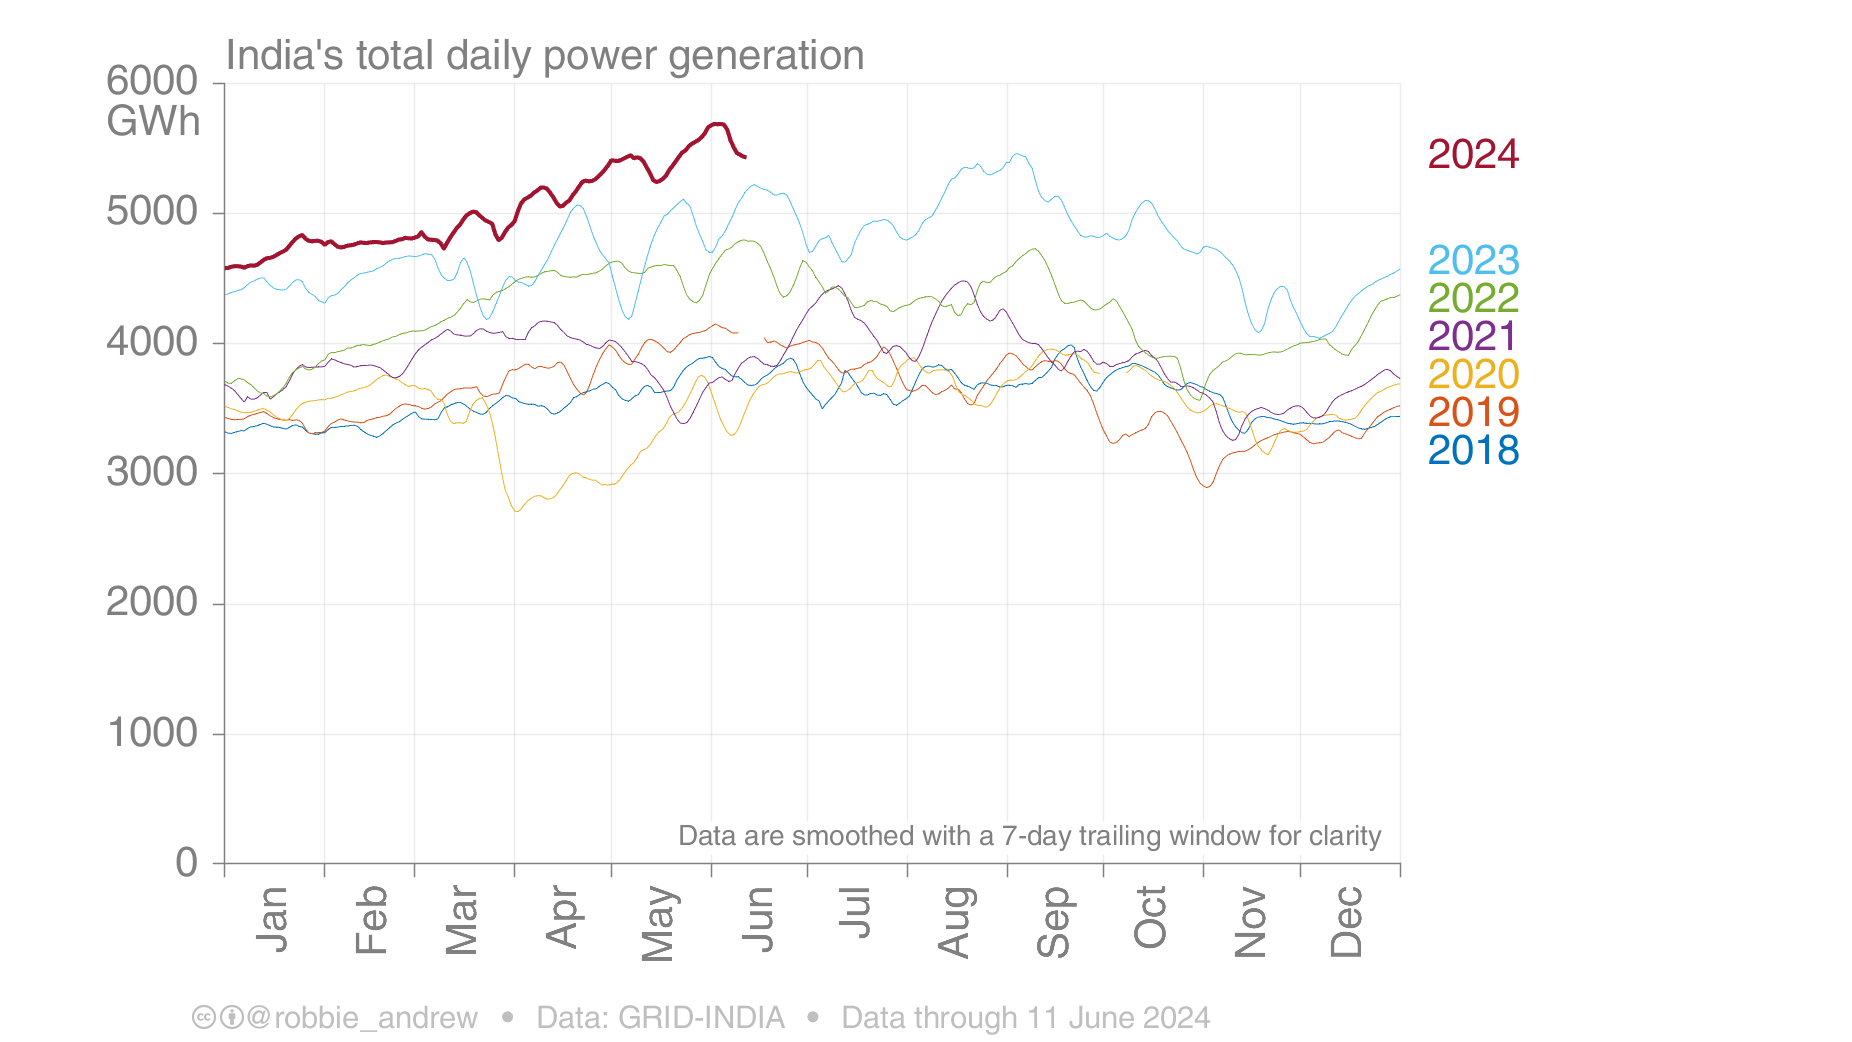 India's total daily power generation
6000
GWh
5000
4000
3000
2000
1000
0
2024
2023
2022
2021
2020
2019
2018
Data are smoothed with a 7-day trailing window for clarity
Jan Feb Mar Apr May Jun Jul Aug Sep Oct Nov Dec
cc @robbie_andrew • Data: GRID-INDIA • Data through 11 June 2024